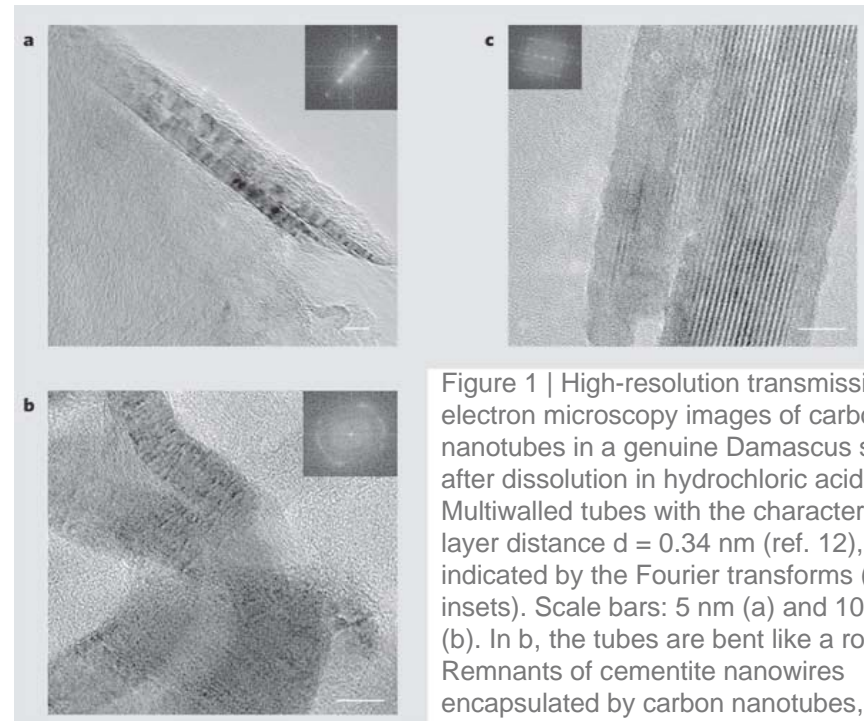 a
c
b
Figure 1 | High-resolution transmissi
electron microscopy images of carbo
nanotubes in a genuine Damascus s
after dissolution in hydrochloric acid
Multiwalled tubes with the character
layer distance d = 0.34 nm (ref. 12),
indicated by the Fourier transforms (
insets). Scale bars: 5 nm (a) and 10
(b). In b, the tubes are bent like a ro
Remnants of cementite nanowires
encapsulated by carbon nanotubes,